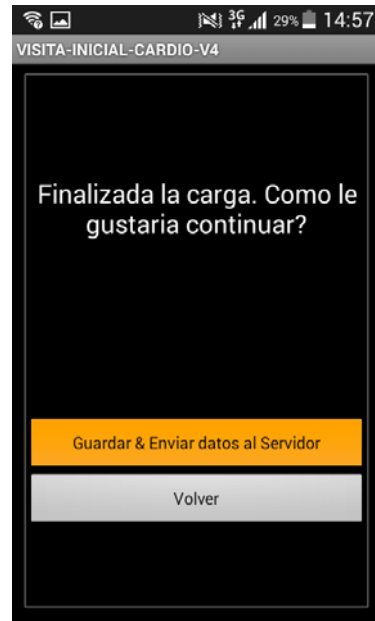 3G 29% 14:57
VISITA-INICIAL-CARDIO-V4
Finalizada la carga. Como le
gustaria continuar?
Guardar & Enviar datos al Servidor
Volver